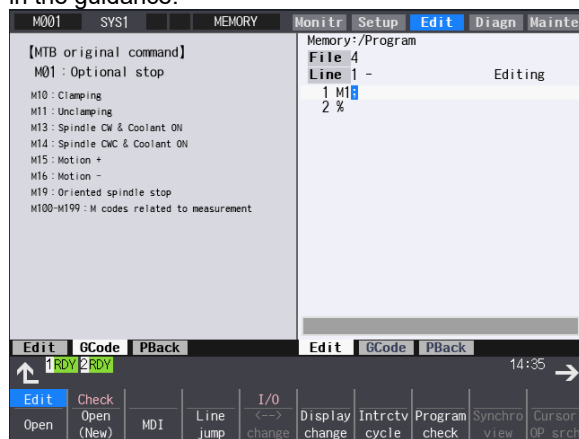 in the guidance.
M001 SYS1 MEMORY Monitr Setup Edit Diagn Mainte
【MTB original command】
M01：Optional stop
M10：Clamping
M11：Unclamping
M13：Spindle CW & Coolant ON
M14：Spindle CWC & Coolant ON
M15：Motion +
M16：Motion -
M19：Oriented spindle stop
M100-M199：M codes related to measurement
Memory:/Program
File 4
Line 1 - Editing
1 M1;
2 %
Edit GCode PBack
Edit GCode PBack
1RDY 2RDY 14:35
Edit Check I/O
Open Open (New) MDI Line jump <--> change Display change Intrctv cycle Program check Synchro view Cursor OP srch